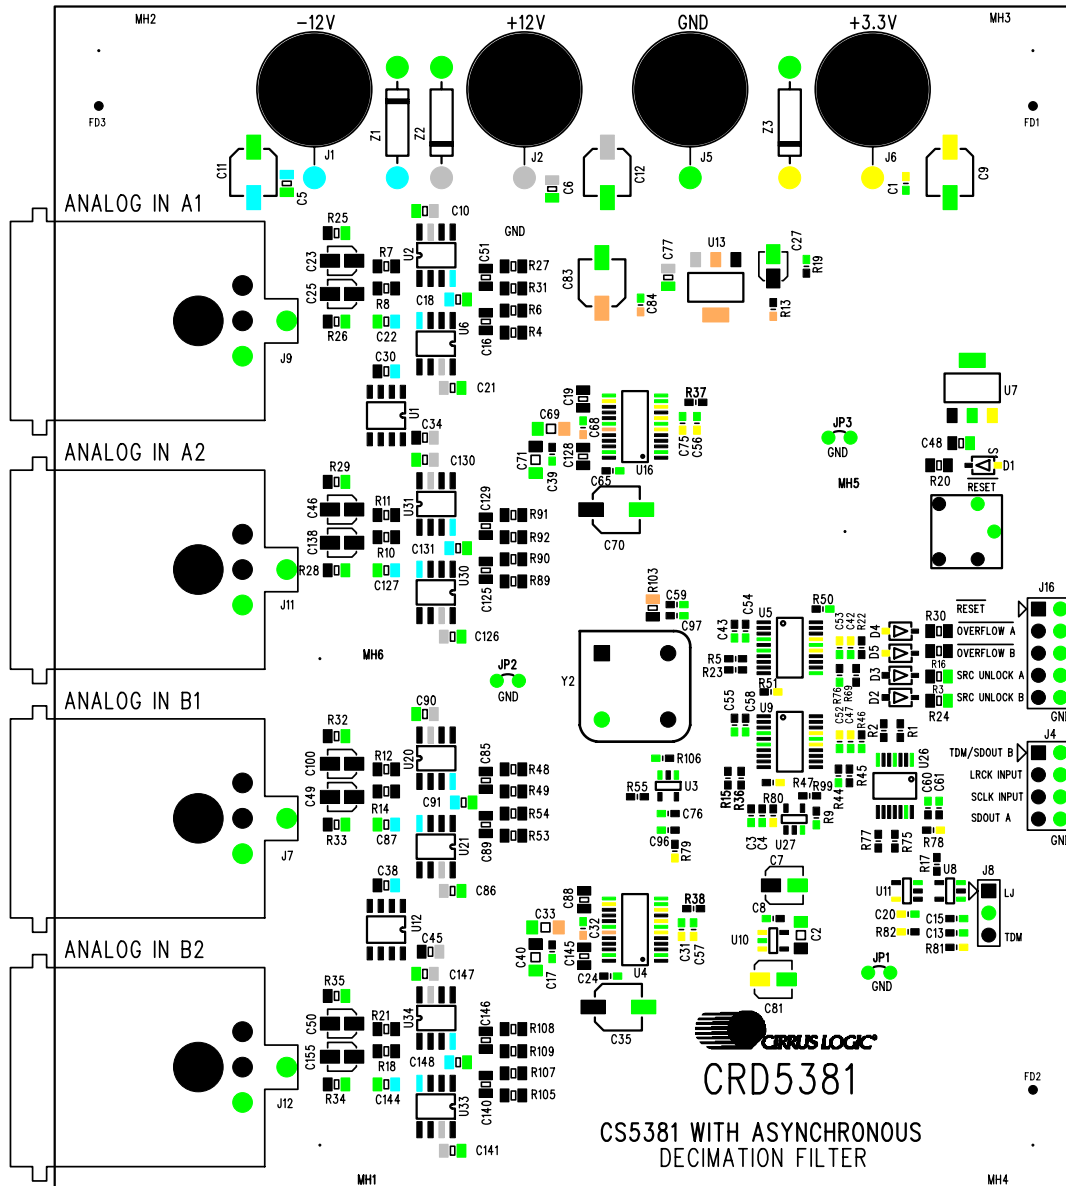 MH2 -12V +12V GND +3.3V MH3
FD3 FD1
Z1 Z2 Z3
J1 J2 J5 J6
C11 C5 C6 C12 C1 C9
ANALOG IN A1
C10
R25 U2 GND
C23 R7 C51 R27 C83 C77 U13 C27 R19
C25 R8 C18 R31 C84 R13
R6
R26 C22 U6 C16 R4
J9
C30 C21 U7
U1 C19 R37
C34 C69 C68 C75 C56 JP3
GND
C48
ANALOG IN A2
C130 C71 C39 C128 U16 D1
R29 C65 R20 RESET
MH5
C46 R11 U31 C129 R91
C138 R10 C131 R92 C70
R90
R28 C127 U30 C125 R89
J11
C126
R103 C59 C97 C43 C54 U5 R50 C53 C42 R22 J16
D4 R30 RESET
OVERFLOW A
D5 OVERFLOW B
MH6 R5 R23 D3 R16 SRC UNLOCK A
JP2
GND
Y2 R51 R76 R69 D2 R3 SRC UNLOCK B
R24
ANALOG IN B1
C90 C55 C58 U9 C52 C47 R46 R2 R1 GND
J4
R32 U20 TDM/SDOUT B
C100 R12 C85 R48 R106 U26 LRCK INPUT
C49 R14 C91 R49 R55 U3 R15 R36 R47 R99 R44 R45 C60 C61 SCLK INPUT
R54 C76 R80 R9 SDOUT A
R33 C87 U21 C89 R53 C96 R79 C3 C4 U27 R77 R75 R78 GND
J7
C38 C86 C7 R17 U8 J8
U11 LJ
U12 C88 R38 C8 C20 C15
C33 C32 C31 C57 U10 C2 R82 C13 TDM
R81
ANALOG IN B2
C45 C40 C17 C145 U4 JP1
GND
C147 C24 C81
R35
C50 R21 U34 C146 R108 C35
C155 R18 C148 R109 CIRRUS LOGIC®
R107
R34 C144 U33 C140 R105 CRD5381 FD2
J12
C141
CS5381 WITH ASYNCHRONOUS
DECIMATION FILTER
MH1 MH4